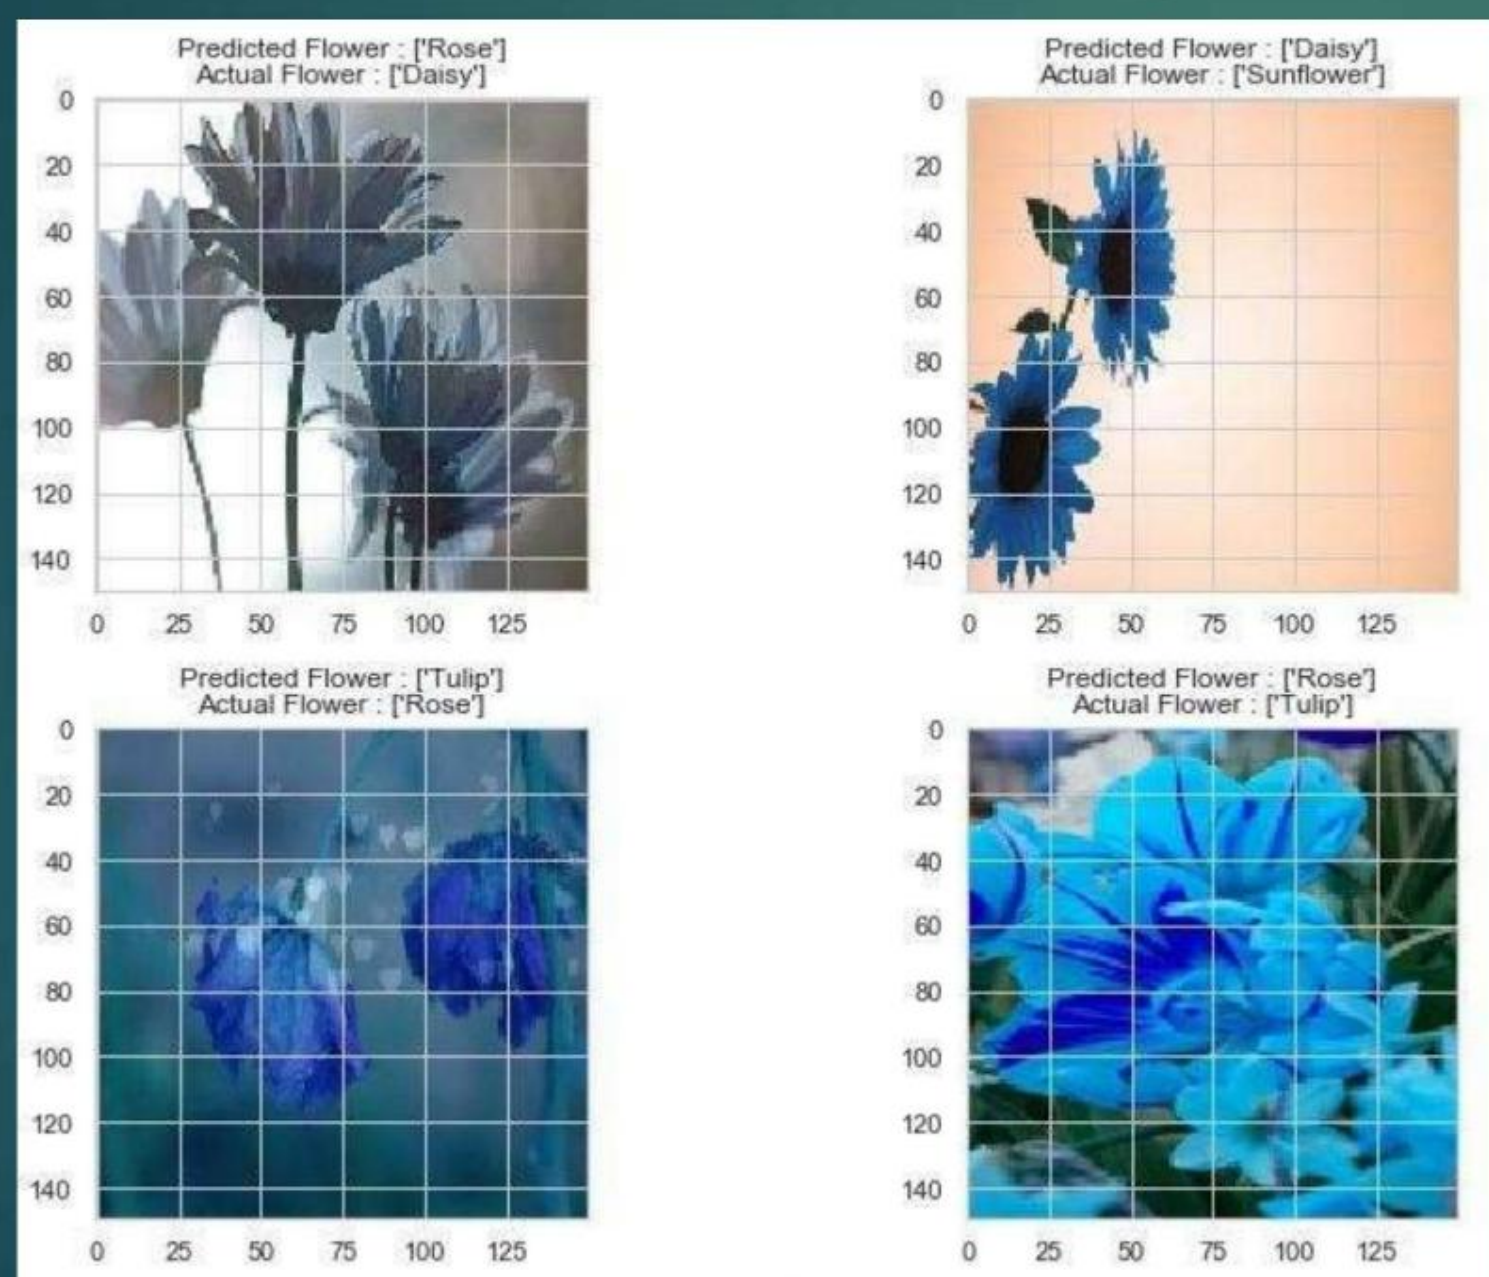 Predicted Flower : ['Rose']
Actual Flower : ['Daisy']
0
20
40
60
80
100
120
140
0 25 50 75 100 125
Predicted Flower : ['Daisy']
Actual Flower : ['Sunflower']
0
20
40
60
80
100
120
140
0 25 50 75 100 125
Predicted Flower : ['Tulip']
Actual Flower : ['Rose']
0
20
40
60
80
100
120
140
0 25 50 75 100 125
Predicted Flower : ['Rose']
Actual Flower : ['Tulip']
0
20
40
60
80
100
120
140
0 25 50 75 100 125